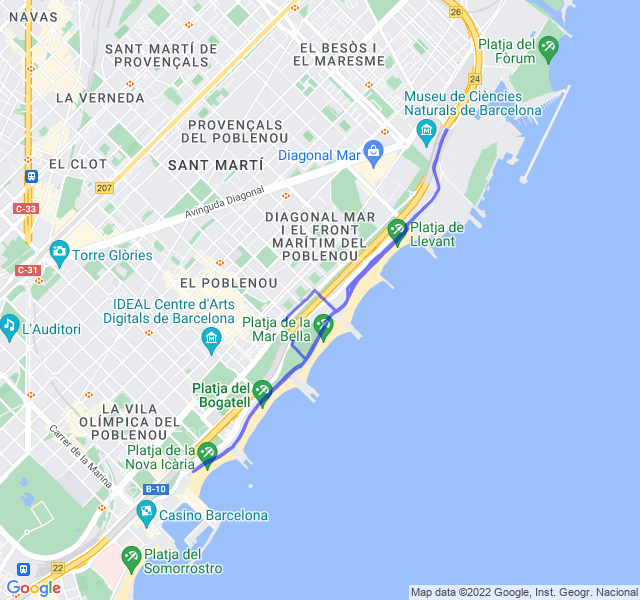 NAVAS
26
SANT MARTÍ DE
PROVENÇALS
EL BESÒS I
EL MARESME
Platja del
Fòrum
24
LA VERNEDA
Museu de Ciències
Naturals de Barcelona
PROVENÇALS
DEL POBLENOU
Diagonal Mar
EL CLOT
SANT MARTÍ
207
C-33
Avinguda Diagonal
DIAGONAL MAR
I EL FRONT
MARÍTIM DEL
POBLENOU
Platja de
Llevant
Torre Glòries
C-31
EL POBLENOU
IDEAL Centre d'Arts
Digitals de Barcelona
L'Auditori
Platja de la
Mar Bella
Platja del
Bogatell
LA VILA
OLÍMPICA DEL
POBLENOU
Carrer de la Marina
Platja de la
Nova Icària
B-10
Casino Barcelona
Platja del
Somorrostro
22
Google
Map data ©2022 Google, Inst. Geogr. Nacional